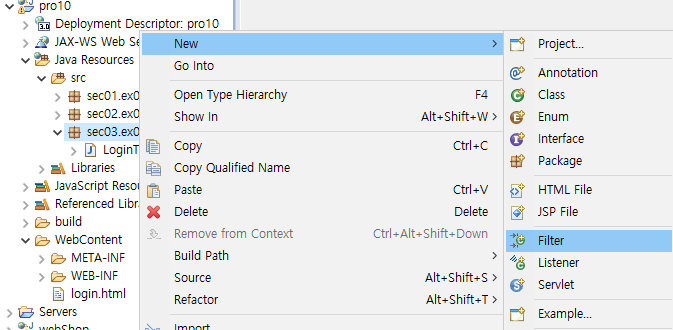 pro10
Deployment Descriptor: pro10
JAX-WS Web Se
Java Resources
src
sec01.ex0
sec02.ex0
sec03.ex0
LoginT
Libraries
JavaScript Resou
Referenced Libra
build
WebContent
META-INF
WEB-INF
login.html
Servers
webShop
New
Go Into
Open Type Hierarchy F4
Show In Alt+Shift+W
Copy Ctrl+C
Copy Qualified Name
Paste Ctrl+V
Delete Delete
Remove from Context Ctrl+Alt+Shift+Down
Build Path
Source Alt+Shift+S
Refactor Alt+Shift+T
Import
Project...
Annotation
Class
Enum
Interface
Package
HTML File
JSP File
Filter
Listener
Servlet
Example...